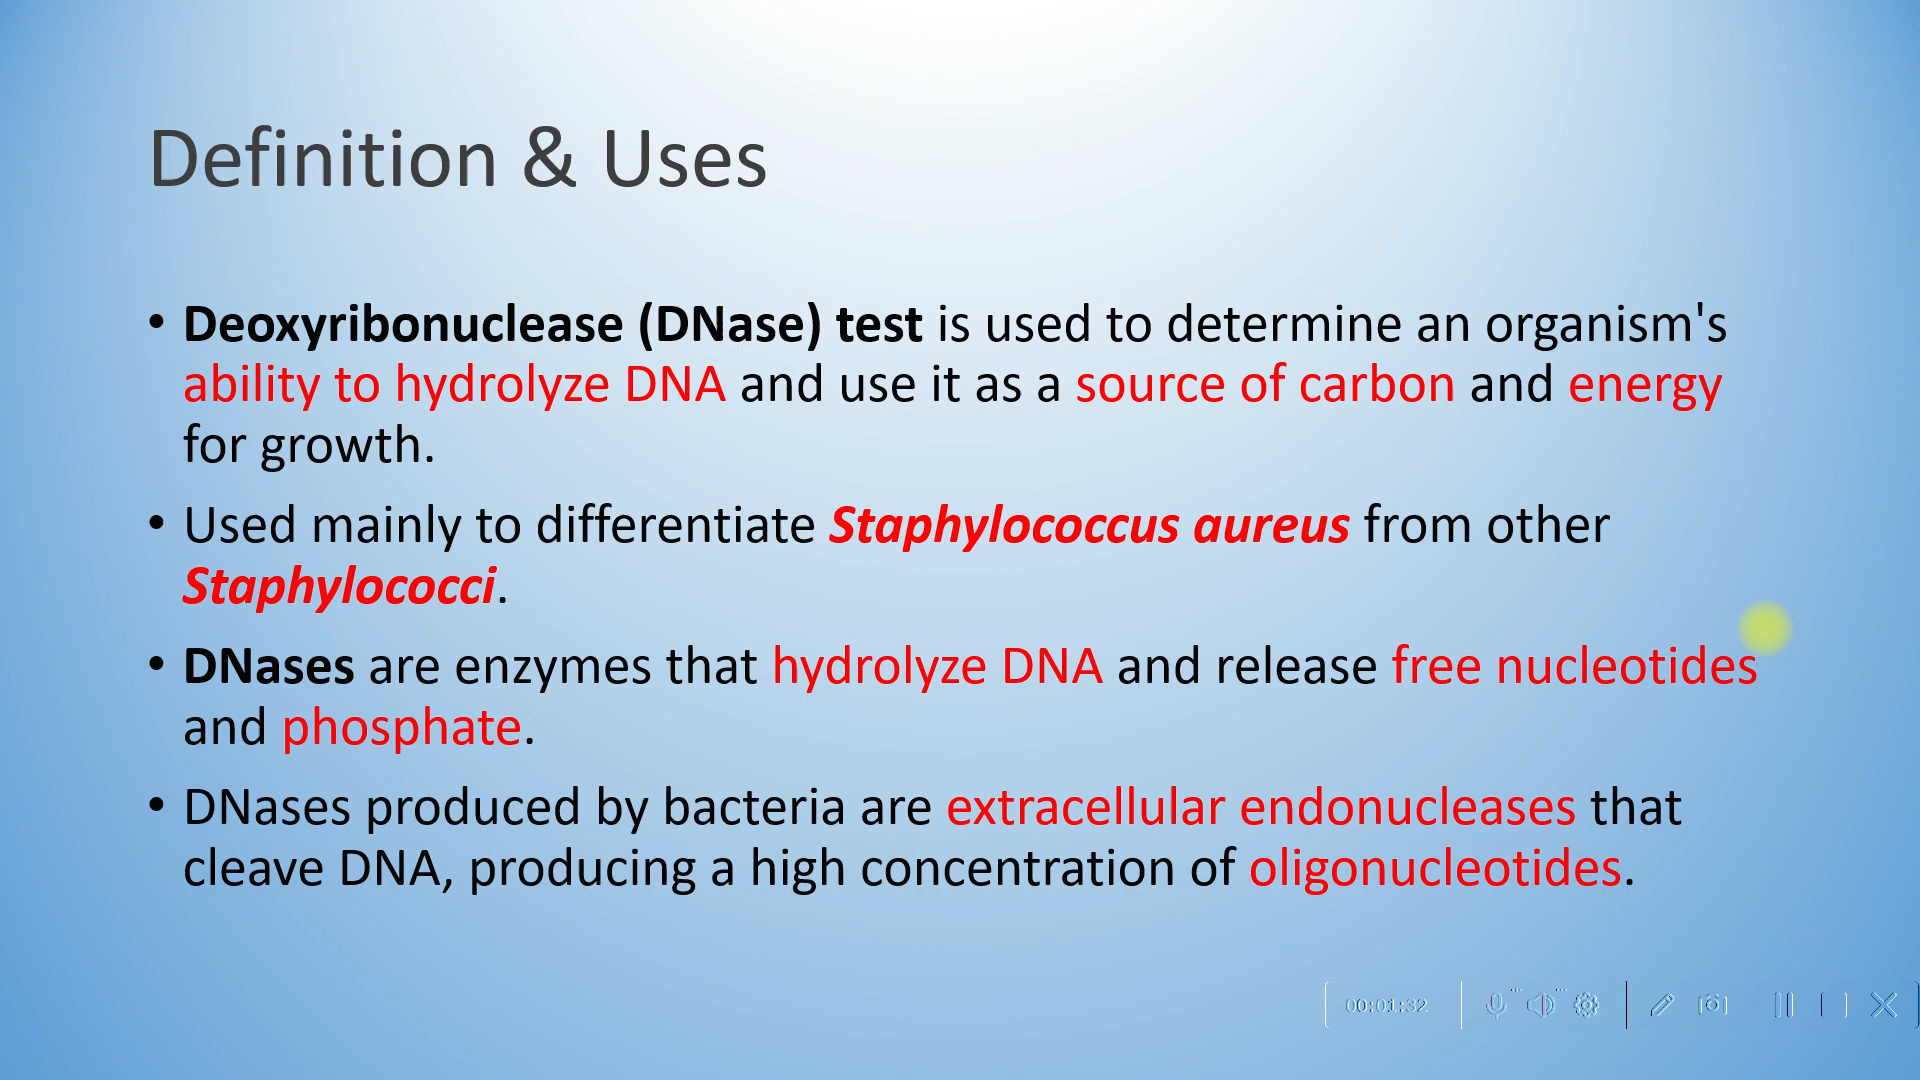 Definition & Uses
• Deoxyribonuclease (DNase) test is used to determine an organism's
ability to hydrolyze DNA and use it as a source of carbon and energy
for growth.
• Used mainly to differentiate Staphylococcus aureus from other
Staphylococci.
• DNases are enzymes that hydrolyze DNA and release free nucleotides
and phosphate.
• DNases produced by bacteria are extracellular endonucleases that
cleave DNA, producing a high concentration of oligonucleotides.
00:01:32